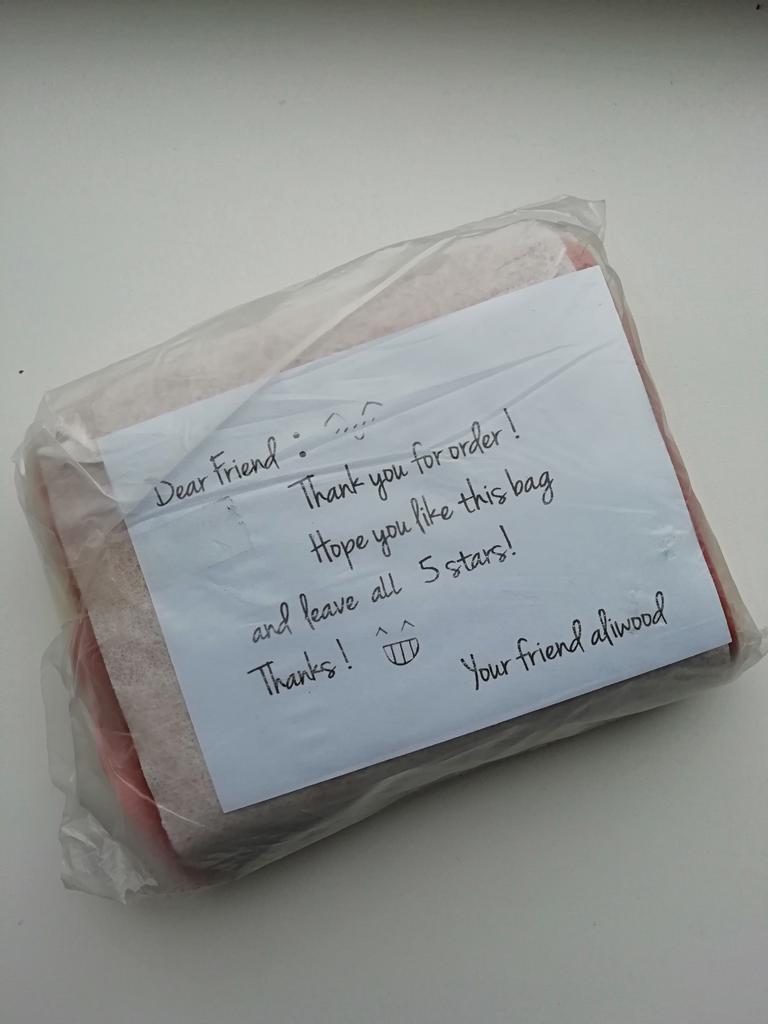 Dear Friend :
Thank you for order!
Hope you like this bag
and leave all 5 stars!
Thanks!
Your friend aliwood